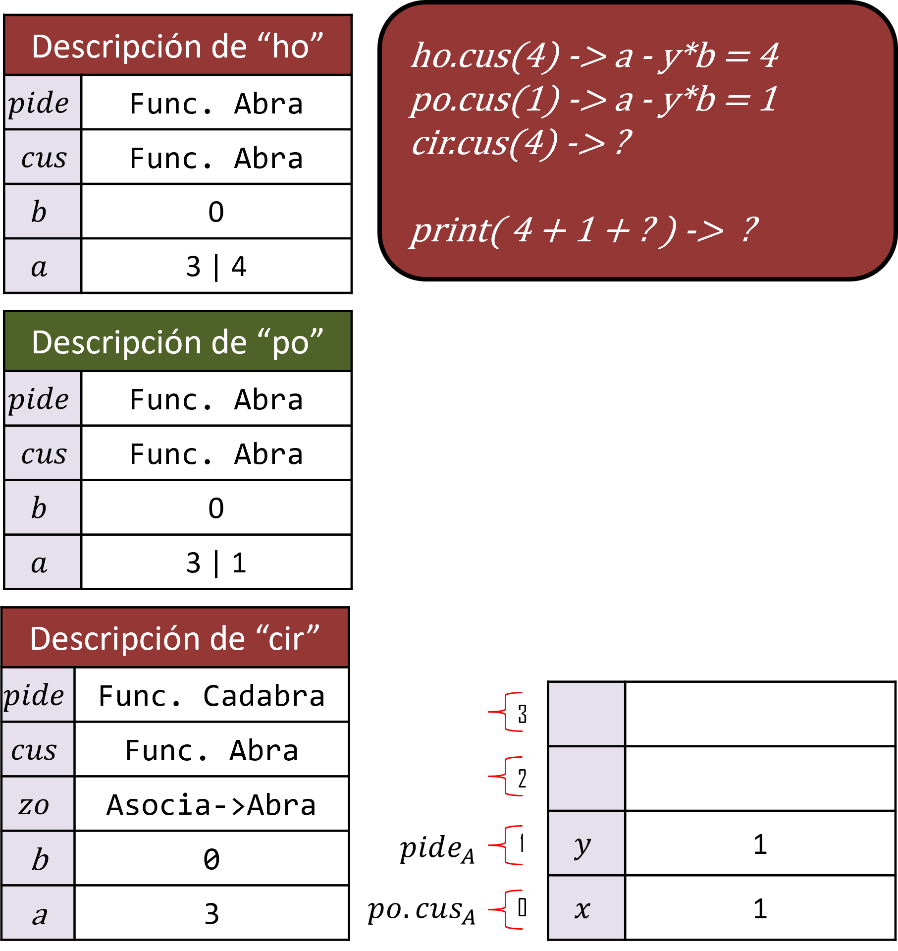 Descripción de “ho”
pide Func. Abra
cus Func. Abra
b 0
a 3 | 4
ho.cus(4) -> a - y*b = 4
po.cus(1) -> a - y*b = 1
cir.cus(4) -> ?
print( 4 + 1 + ? ) -> ?
Descripción de “po”
pide Func. Abra
cus Func. Abra
b 0
a 3 | 1
Descripción de “cir”
pide Func. Cadabra
cus Func. Abra
zo Asocia->Abra
b 0
a 3
3
2
pide_A 1 y 1
po.cus_A 0 x 1